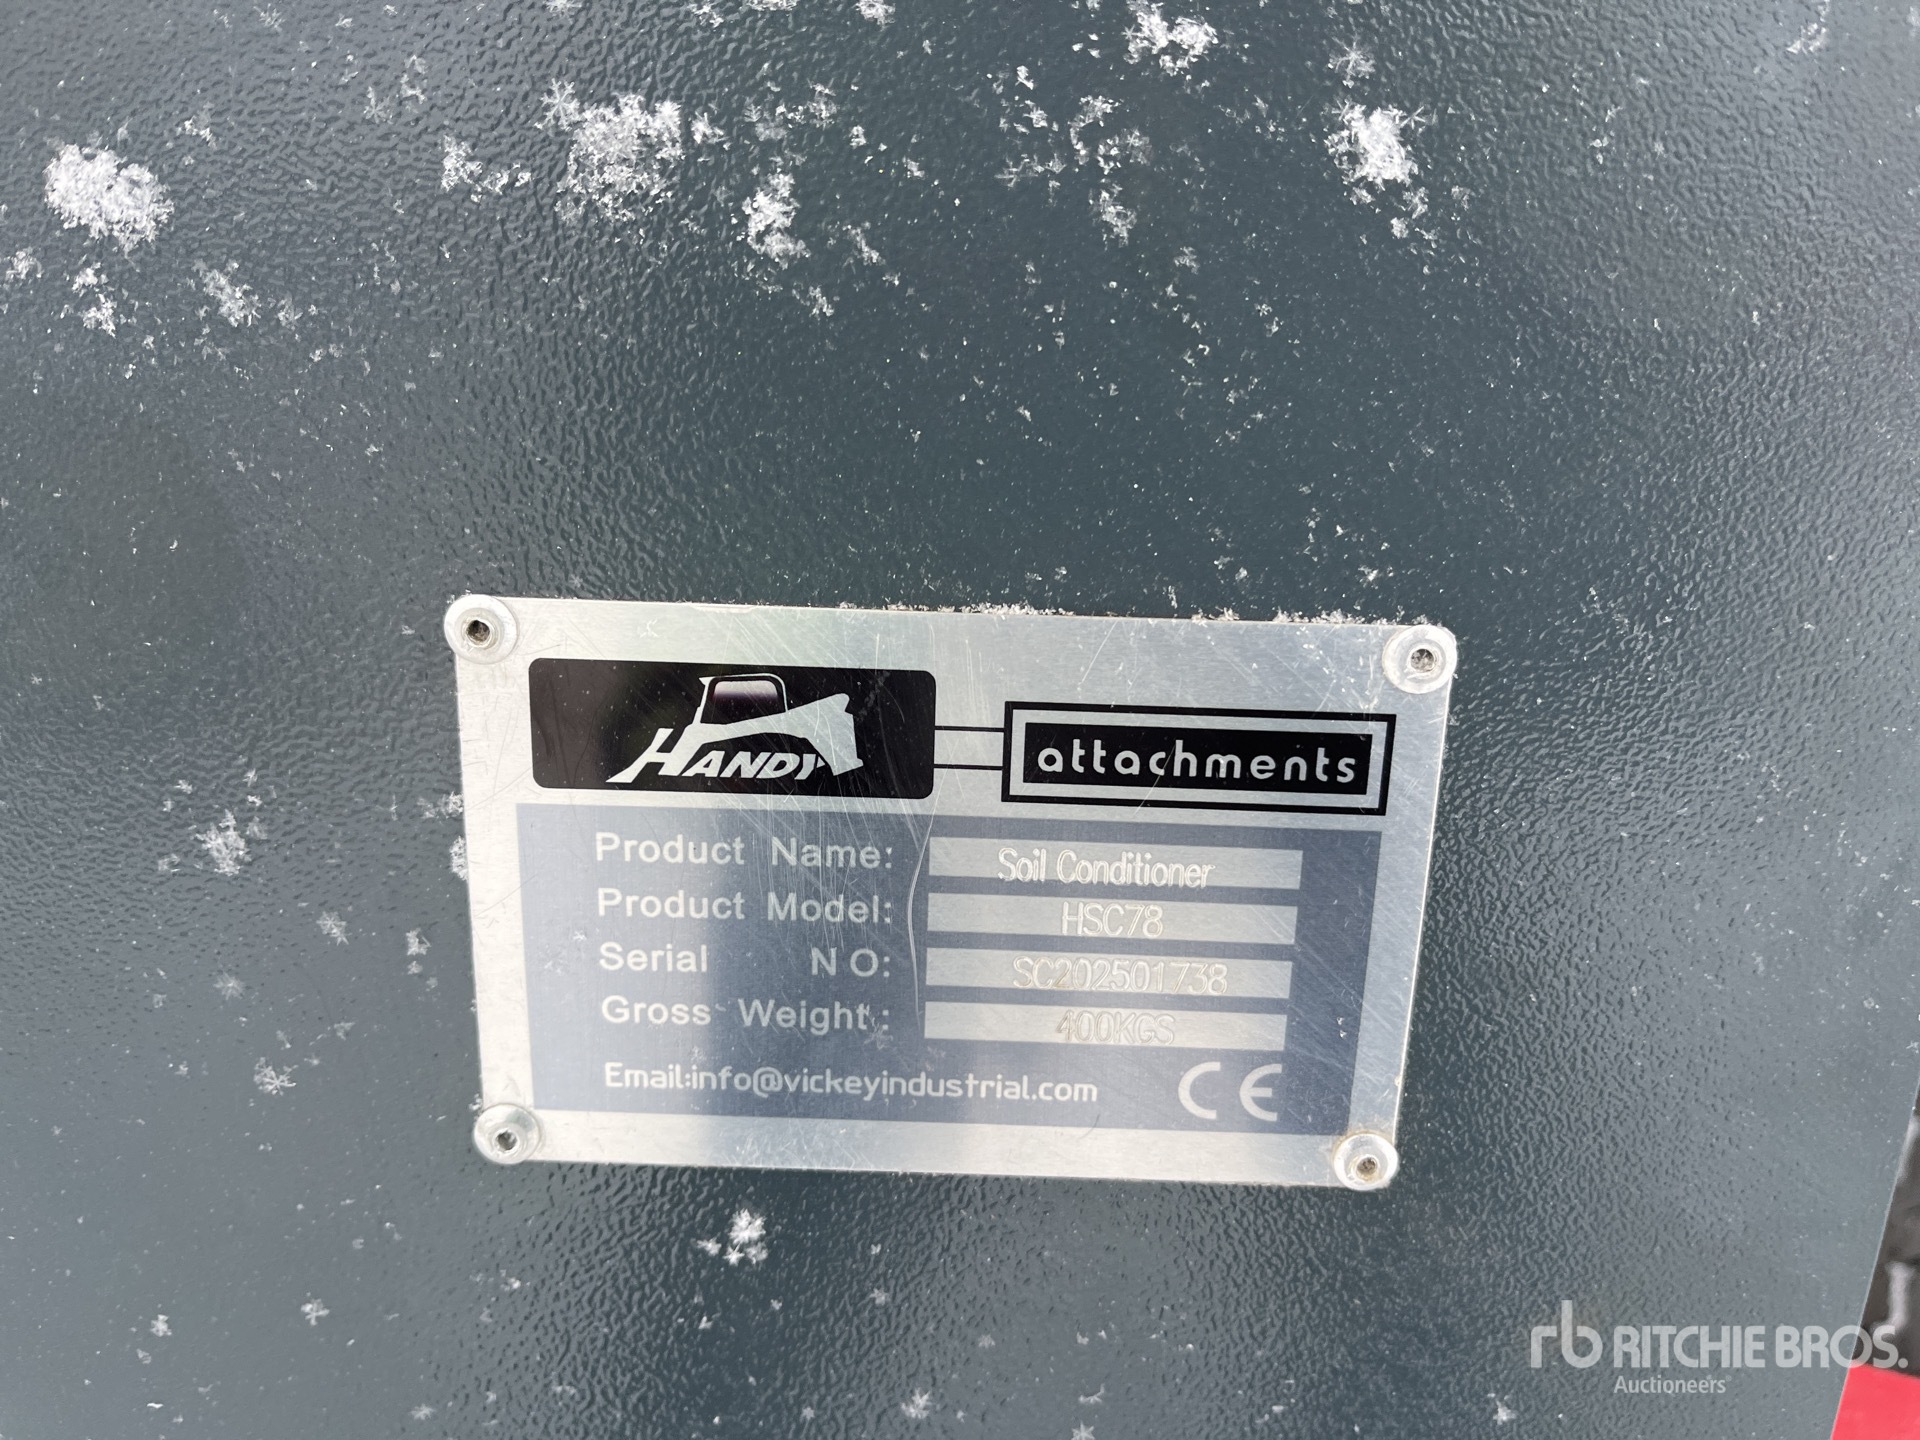 HANDY attachments
Product Name: Soil Conditioner
Product Model: HSC78
Serial NO: SC202501738
Gross Weight: 400KGS
Email:info@vickeyindustrial.com CE
rb RITCHIE BROS.
Auctioneers